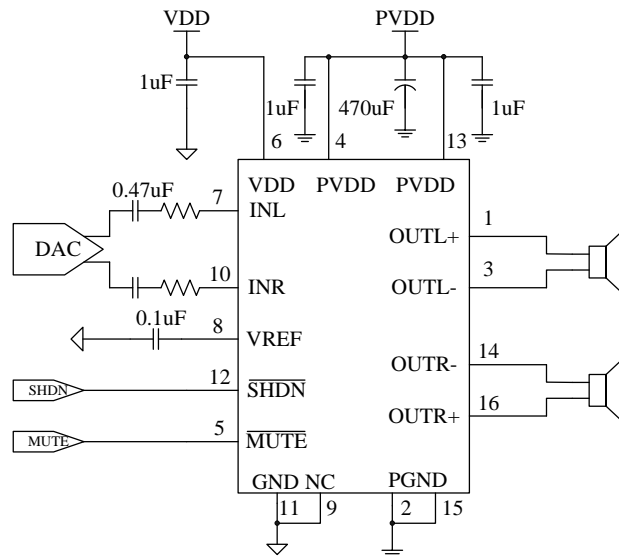 VDD
PVDD
1uF
1uF
470uF
1uF
6
4
13
VDD
PVDD
PVDD
0.47uF
7
INL
DAC
10
INR
0.1uF
8
VREF
SHDN
12
SHDN
MUTE
5
MUTE
1
OUTL+
3
OUTL-
14
OUTR-
16
OUTR+
GND
NC
PGND
11
9
2
15